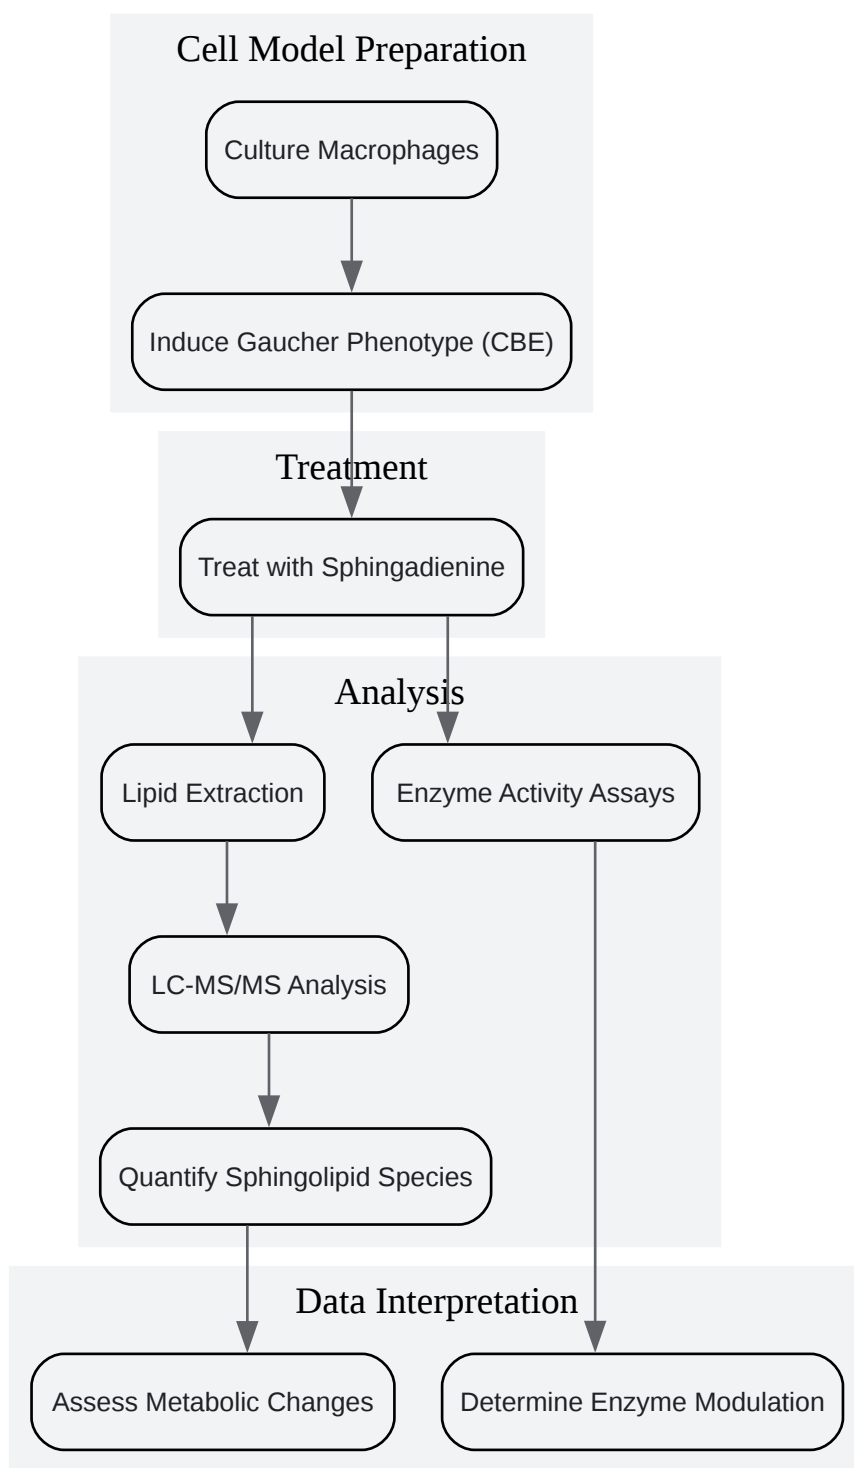 Cell Model Preparation
Culture Macrophages
Induce Gaucher Phenotype (CBE)
Treatment
Treat with Sphingadienine
Analysis
Lipid Extraction
Enzyme Activity Assays
LC-MS/MS Analysis
Quantify Sphingolipid Species
Data Interpretation
Assess Metabolic Changes
Determine Enzyme Modulation